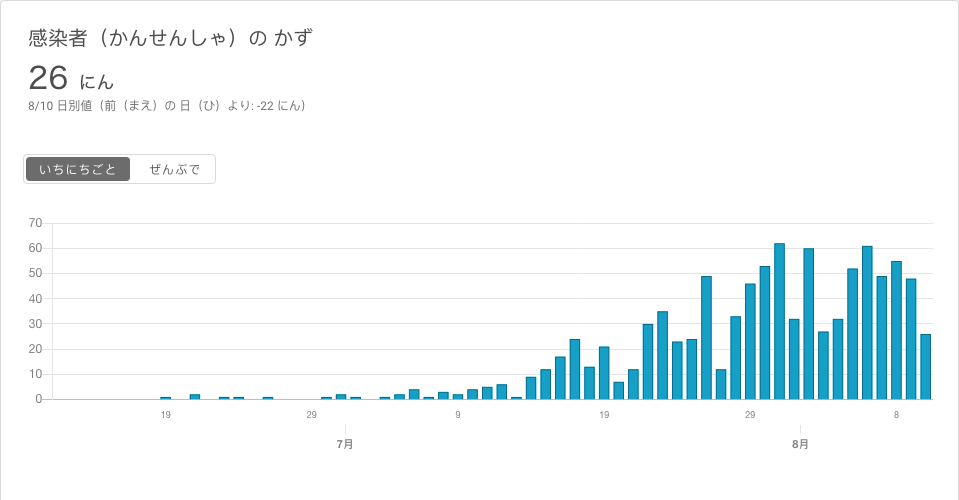 感染者（かんせんしゃ）の かず
26 にん
8/10 日別値（前（まえ）の 日（ひ）より: -22 にん）
いちにちごと ぜんぶで
70
60
50
40
30
20
10
0
19 29 9 19 29 8
7月 8月